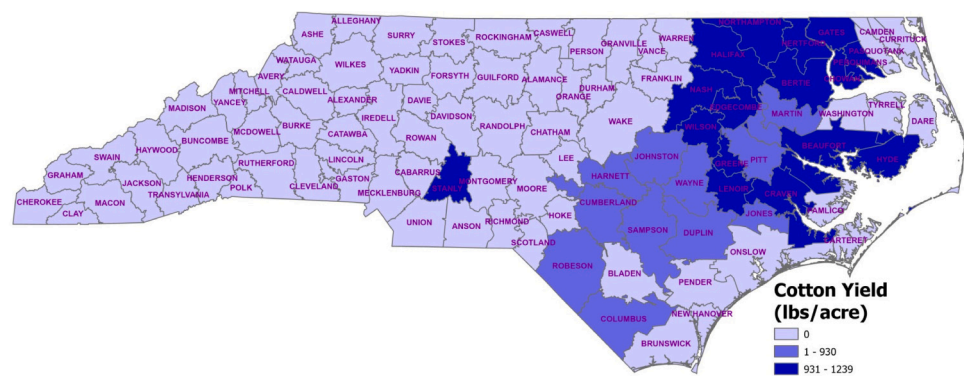 ALLEGHANY
NORTHAMPTON
ASHE
SURRY
STOKES
ROCKINGHAM
CASWELL
PERSON
GRANVILLE
VANCE
WARREN
HERTFORD
GATES
CAMDEN
CURRITUCK
PASQUOTANK
PERQUIMANS
WATAUGA
WILKES
YADKIN
FORSYTH
GUILFORD
ALAMANCE
ORANGE
DURHAM
FRANKLIN
HALIFAX
NASH
BERTIE
AVERY
MITCHELL
CALDWELL
ALEXANDER
DAVIE
IREDELL
DAVIDSON
RANDOLPH
CHATHAM
WAKE
EDGECOMBE
MARTIN
WASHINGTON
TYRRELL
DARE
MADISON
YANCEY
BURKE
MCDOWELL
CATAWBA
ROWAN
WILSON
BUNCOMBE
HAYWOOD
SWAIN
RUTHERFORD
LINCOLN
LEE
JOHNSTON
GREENE
PITT
BEAUFORT
HYDE
GRAHAM
JACKSON
HENDERSON
POLK
TRANSYLVANIA
CLEVELAND
GASTON
MECKLENBURG
CABARRUS
STANLY
MONTGOMERY
MOORE
HARNETT
WAYNE
LENOIR
CRAVEN
PAMLICO
CHEROKEE
CLAY
MACON
UNION
ANSON
RICHMOND
HOKE
CUMBERLAND
SAMPSON
DUPLIN
JONES
CARTERET
SCOTLAND
ROBESON
BLADEN
PENDER
ONSLOW
COLUMBUS
NEW HANOVER
BRUNSWICK
Cotton Yield
(lbs/acre)
0
1 - 930
931 - 1239